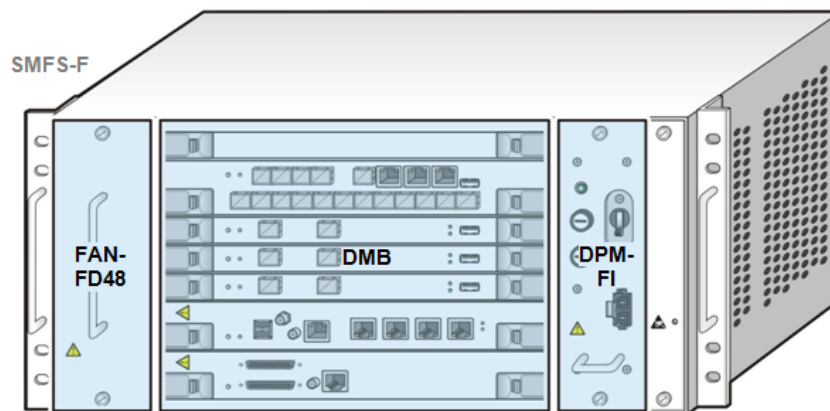 SMFS-F
FAN-
FD48
DMB
DPM-
FI